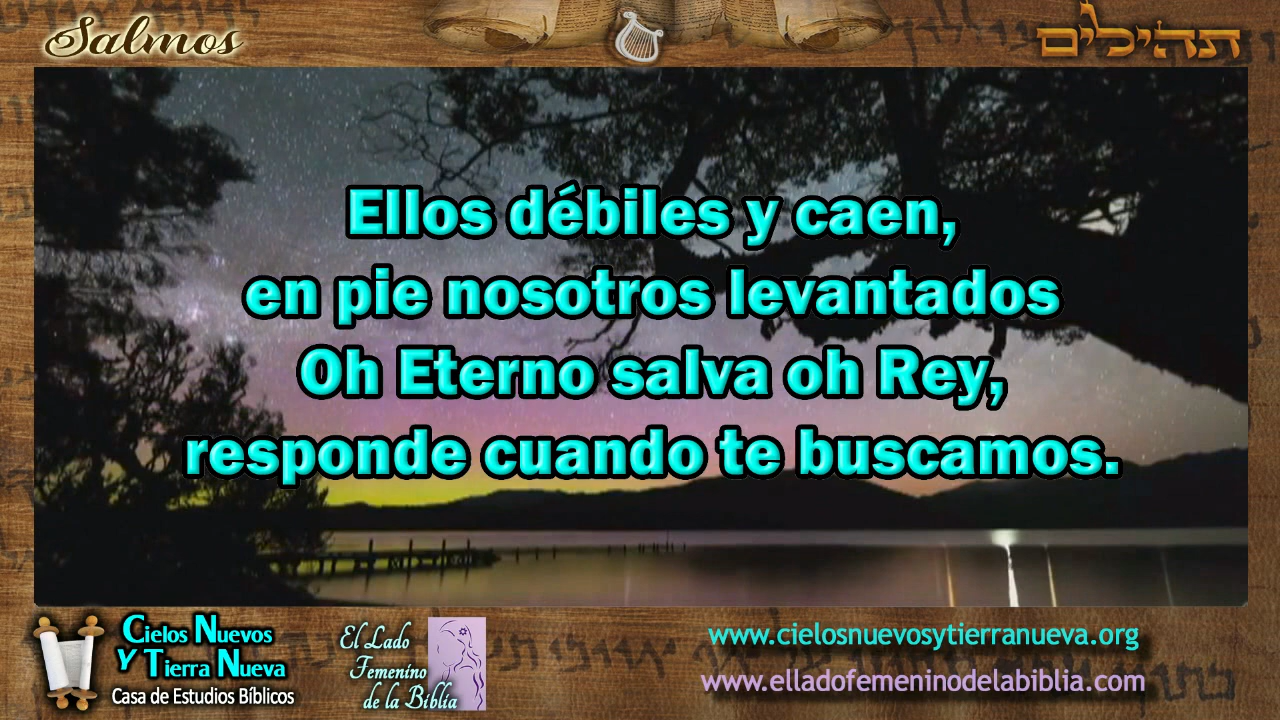 Salmos
תהילים
Ellos débiles y caen,
en pie nosotros levantados
Oh Eterno salva oh Rey,
responde cuando te buscamos.
Cielos Nuevos
Y Tierra Nueva
Casa de Estudios Bíblicos
El Lado
Femenino
de la Biblia
www.cielosnuevosytierranueva.org
www.elladofemeninodelabiblia.com